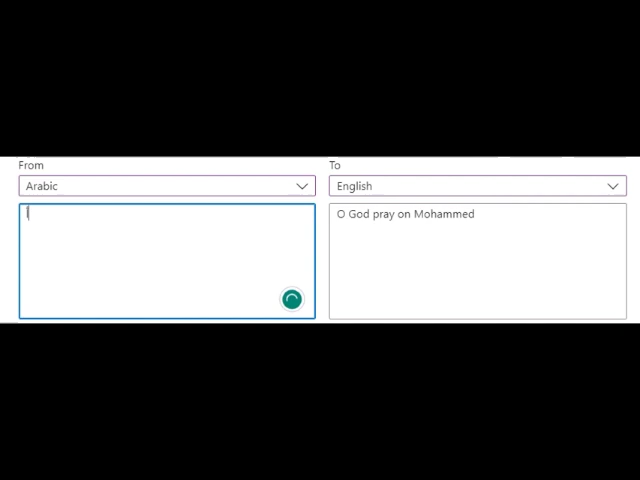 From
To
Arabic
English
ا
O God pray on Mohammed